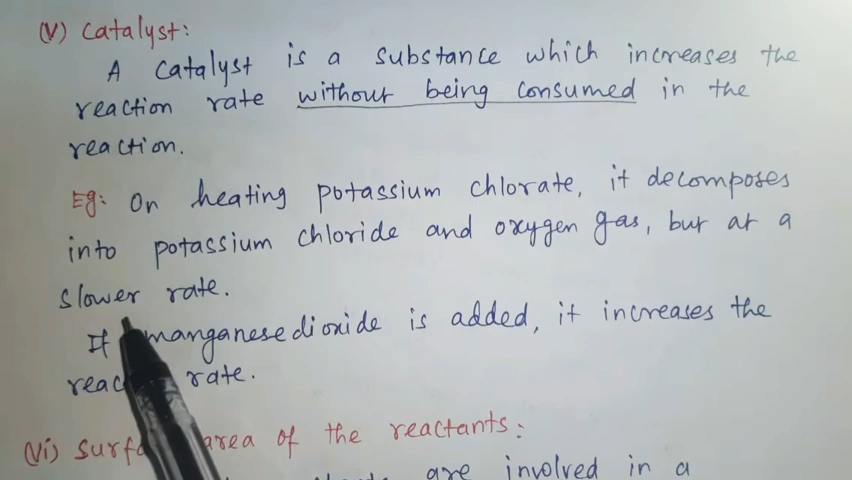 (V) Catalyst:
A catalyst is a substance which increases the
reaction rate without being consumed in the
reaction.
Eg: On heating potassium chlorate, it decomposes
into potassium chloride and oxygen gas, but at a
slower rate.
If manganese dioxide is added, it increases the
reac rate.
(Vi) Surf area of the reactants:
are involved in a